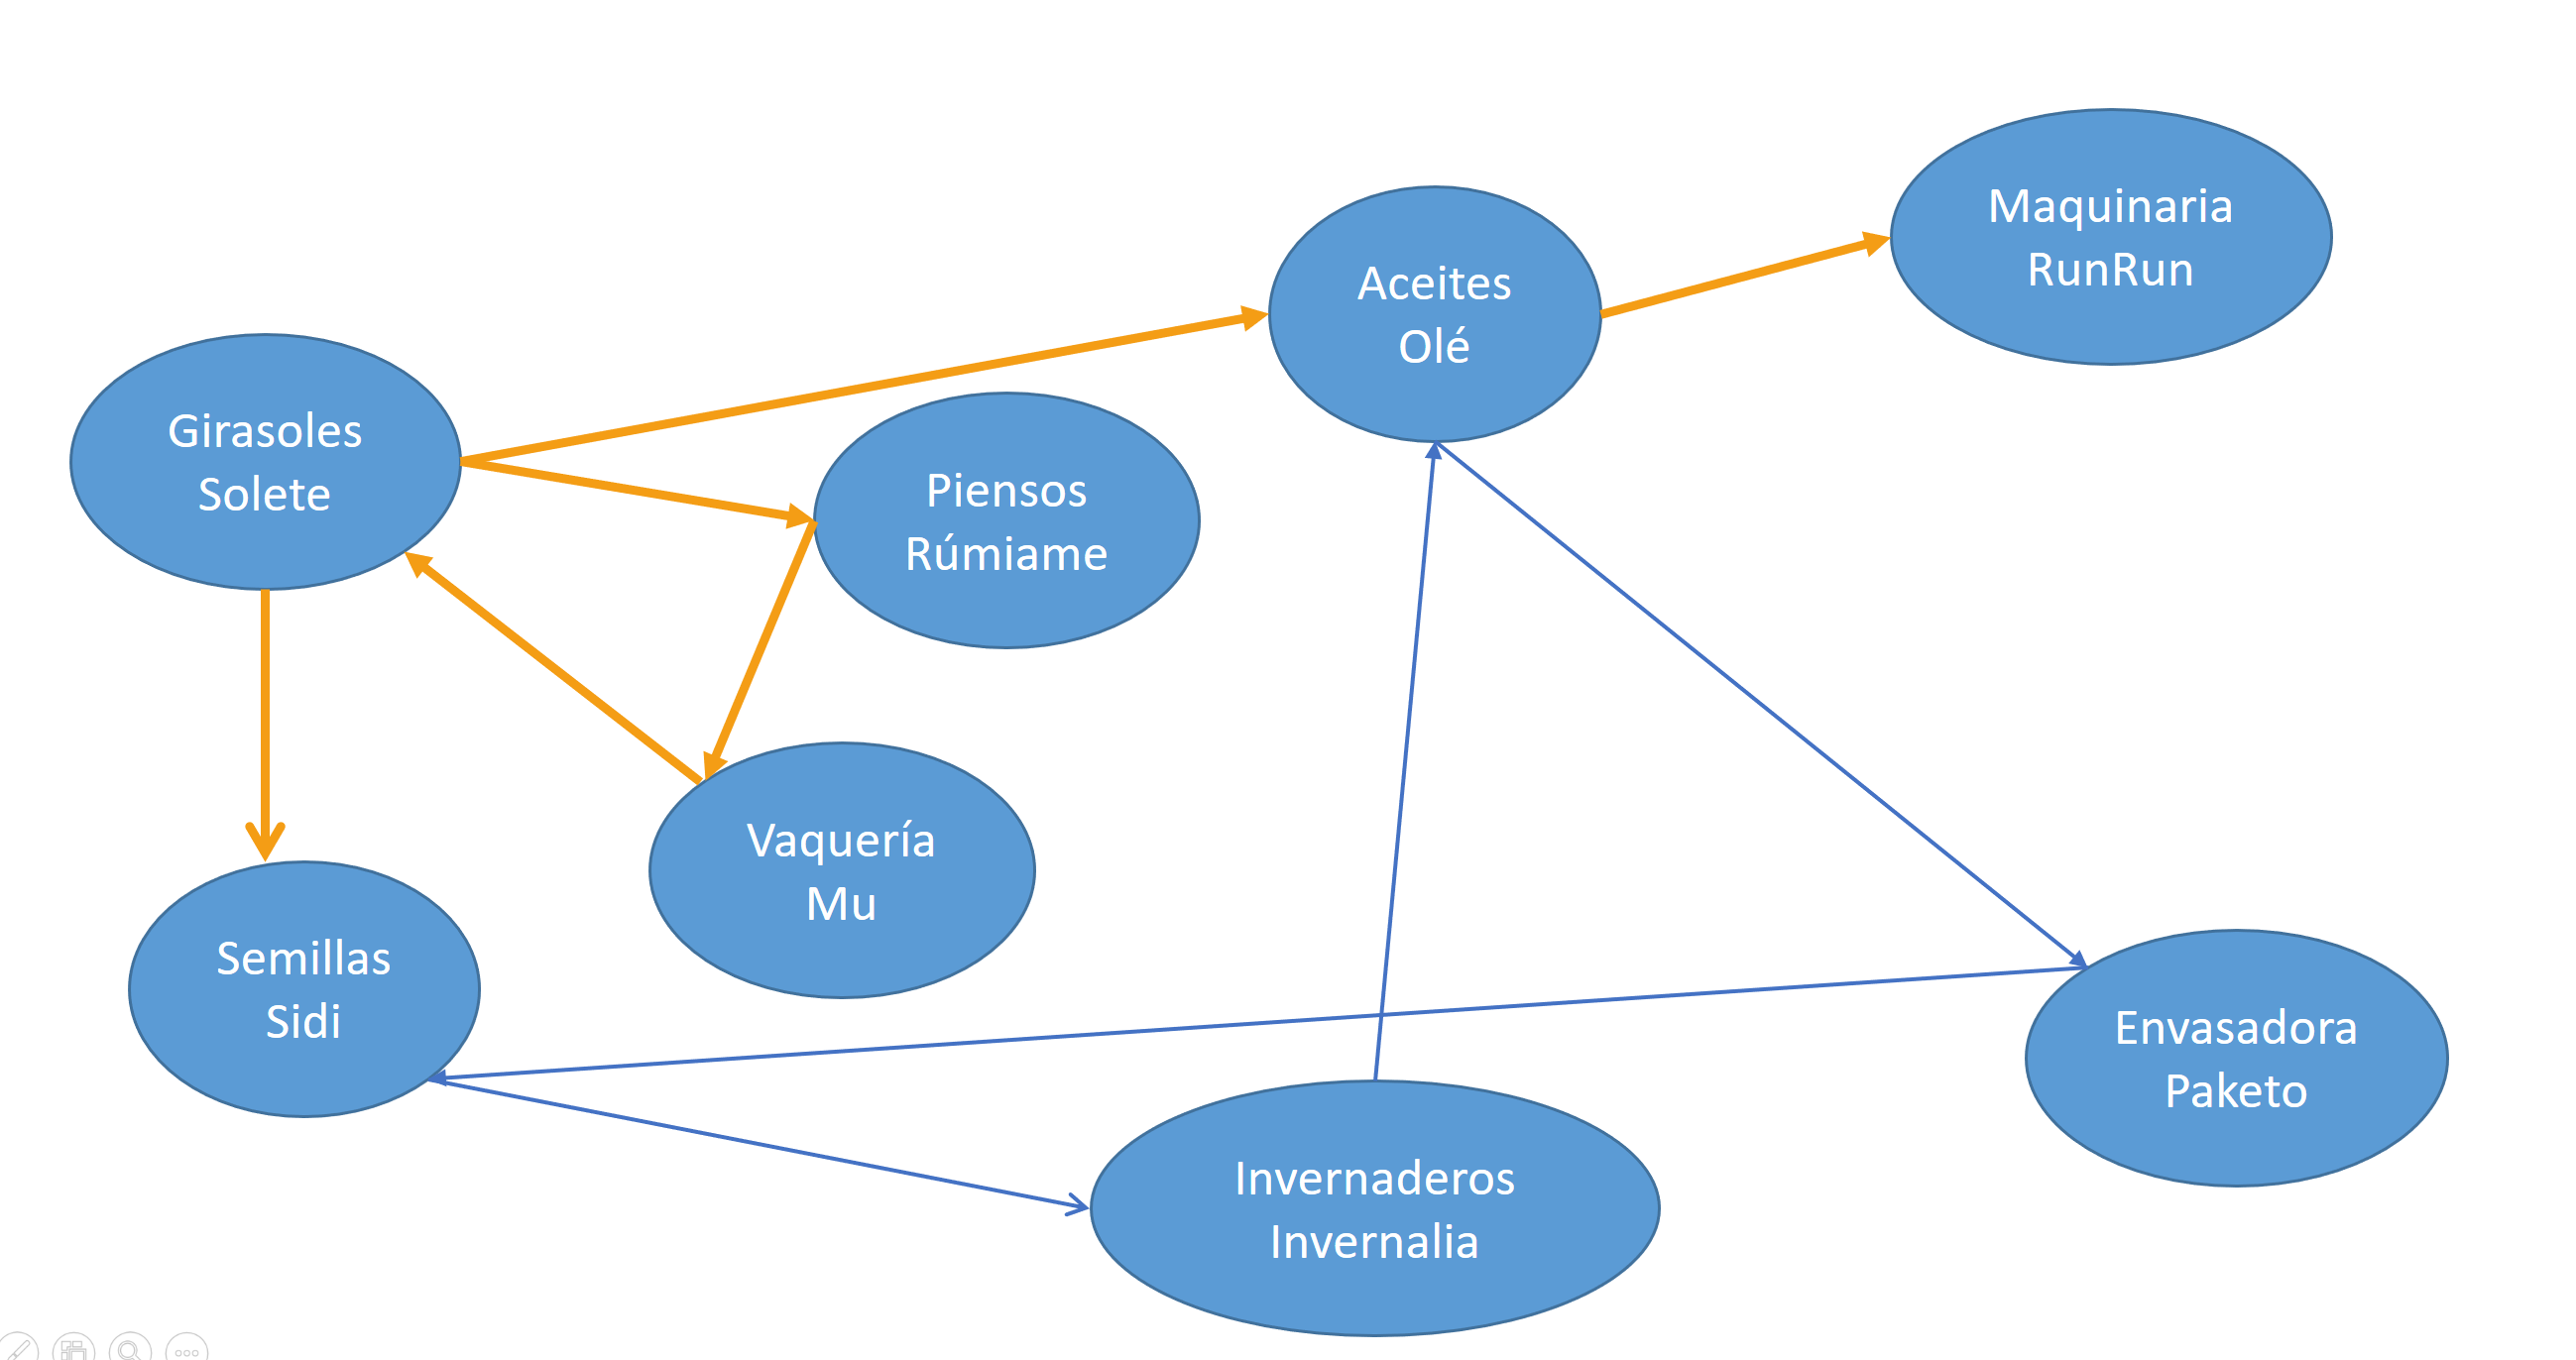 Maquinaria
RunRun
Aceites
Olé
Girasoles
Solete
Piensos
Rúmiame
Vaquería
Mu
Semillas
Sidi
Envasadora
Paketo
Invernaderos
Invernalia